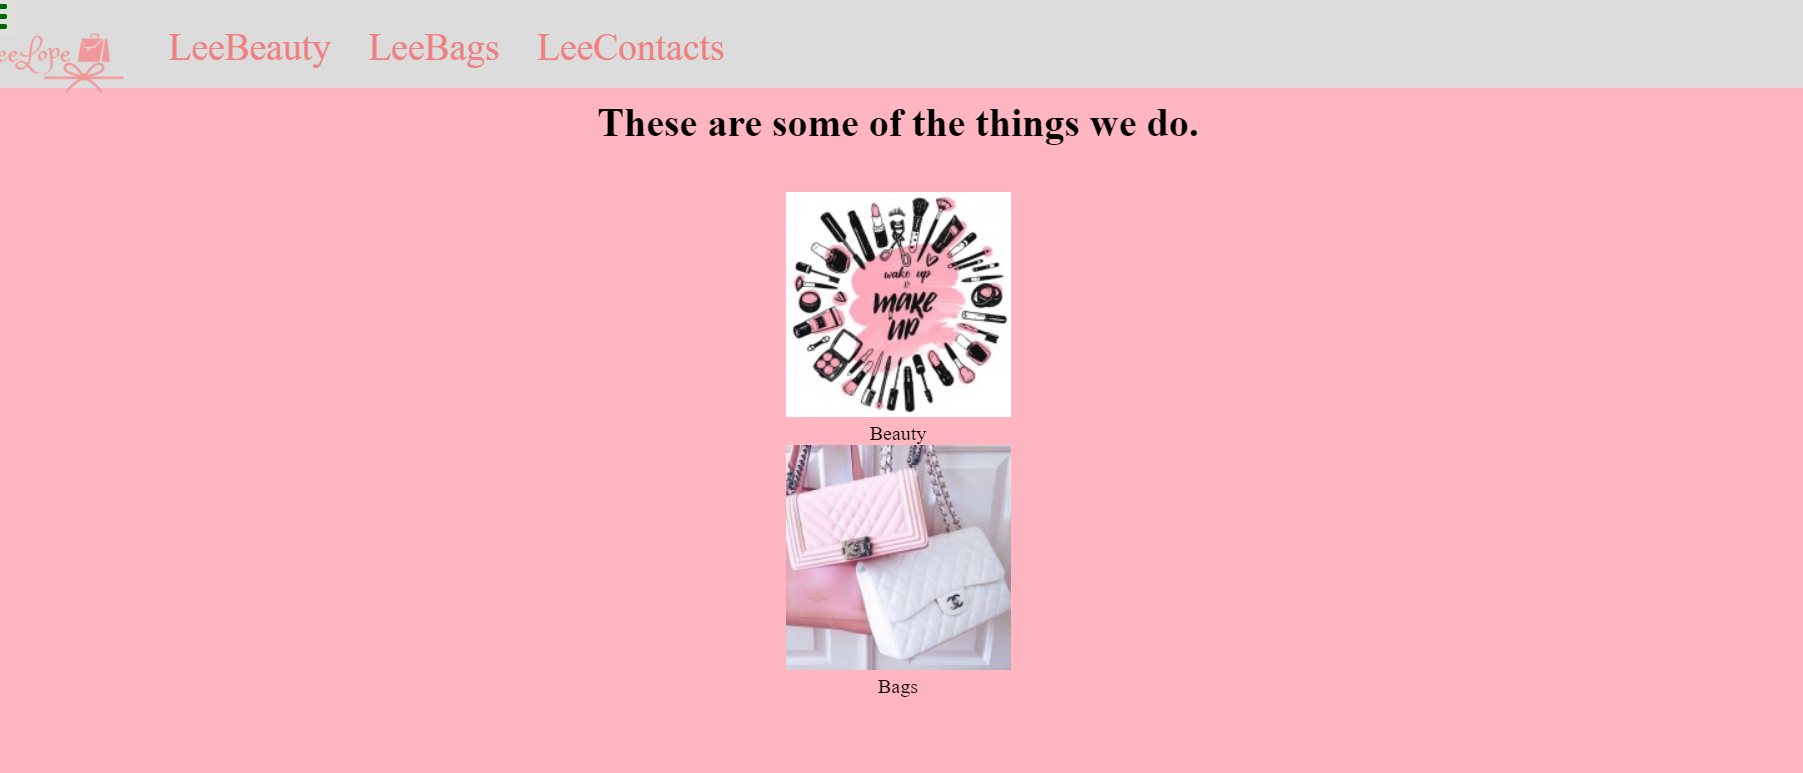 eeLope
LeeBeauty LeeBags LeeContacts
These are some of the things we do.
wake up
&
make
up
Beauty
Bags